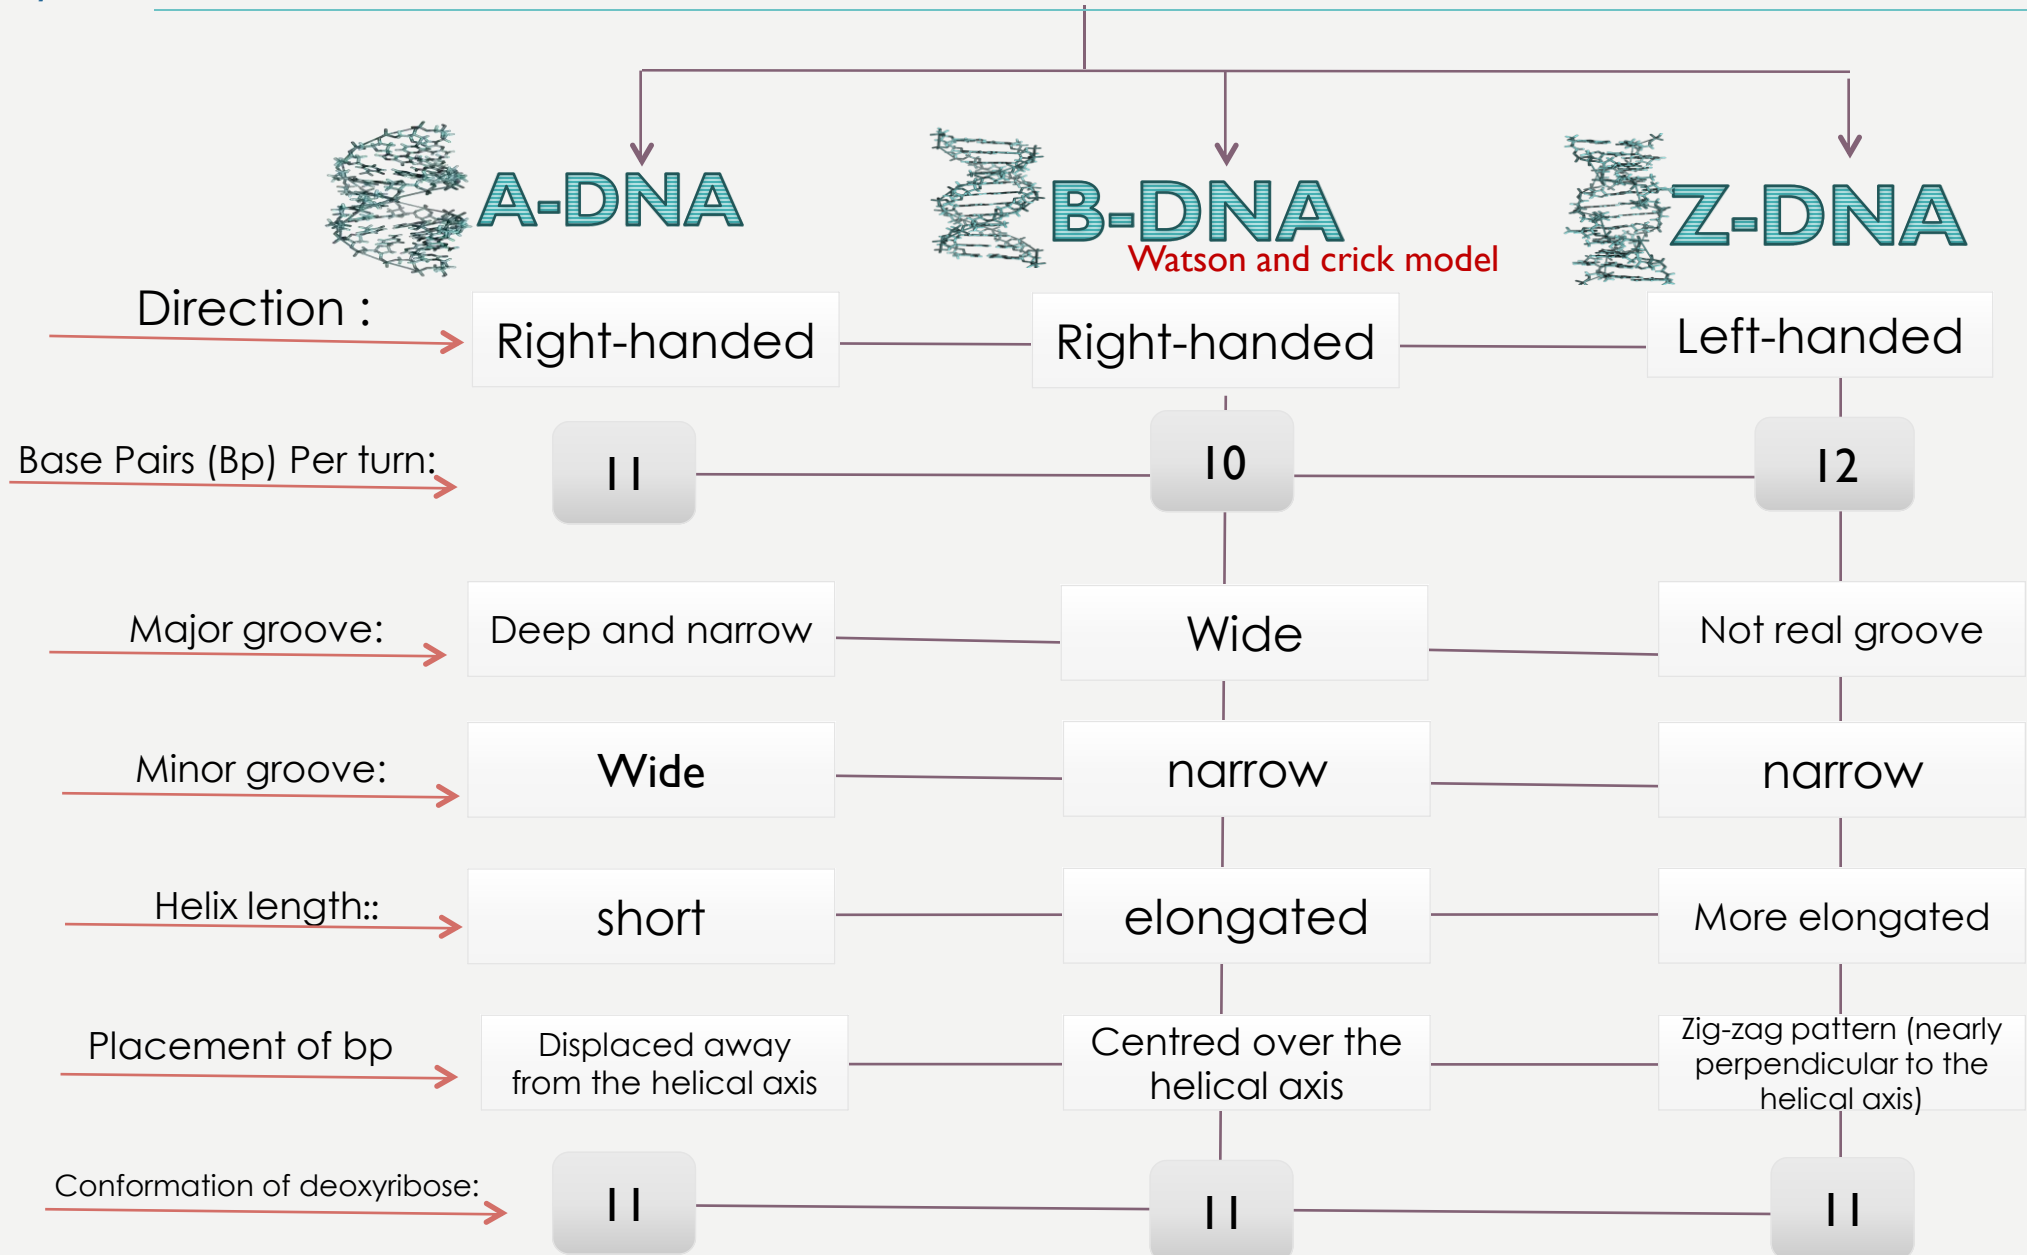 A-DNA
B-DNA
Z-DNA
Watson and crick model
Direction :
Right-handed
Right-handed
Left-handed
Base Pairs (Bp) Per turn:
11
10
12
Major groove:
Deep and narrow
Wide
Not real groove
Minor groove:
Wide
narrow
narrow
Helix length::
short
elongated
More elongated
Placement of bp
Displaced away
from the helical axis
Centred over the
helical axis
Zig-zag pattern (nearly
perpendicular to the
helical axis)
Conformation of deoxyribose:
11
11
11